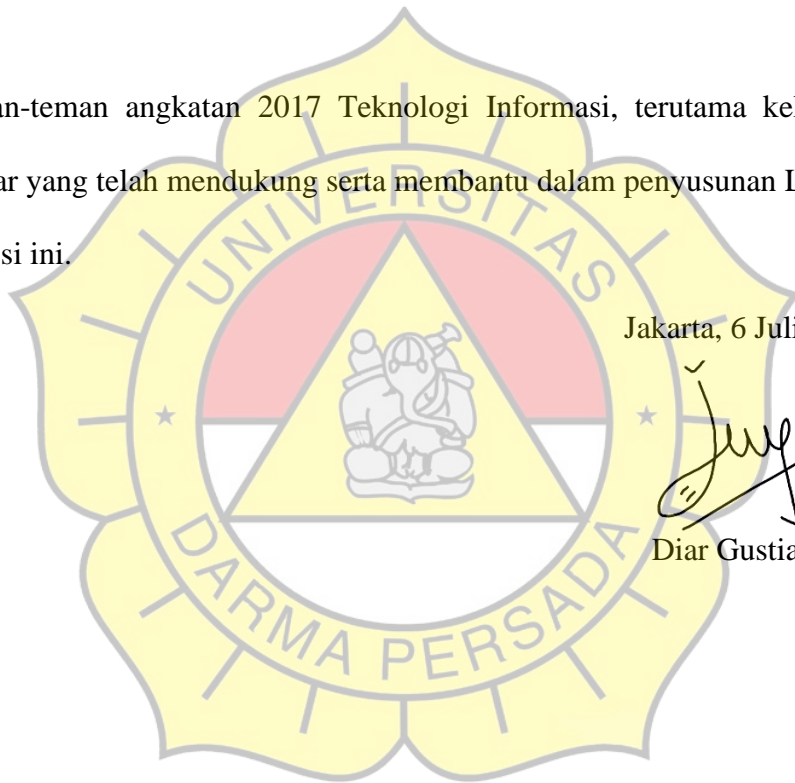 an-teman angkatan 2017 Teknologi Informasi, terutama kel
ar yang telah mendukung serta membantu dalam penyusunan L
si ini.
UNIVERSITAS
Jakarta, 6 Juli
Diar Gustia
DARMA PERSADA